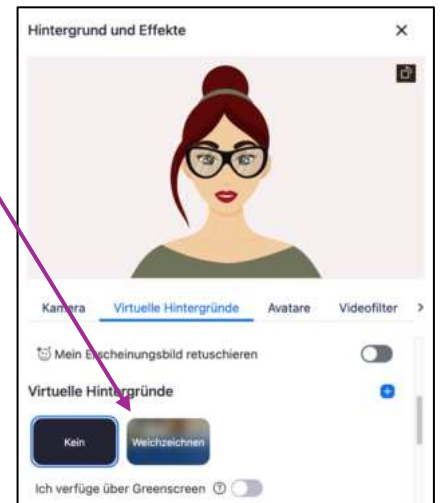 Hintergrund und Effekte
Kamera Virtuelle Hintergründe Avatare Videofilter
Mein Erscheinungsbild retuschieren
Virtuelle Hintergründe
Kein Weichzeichnen
Ich verfüge über Greenscreen